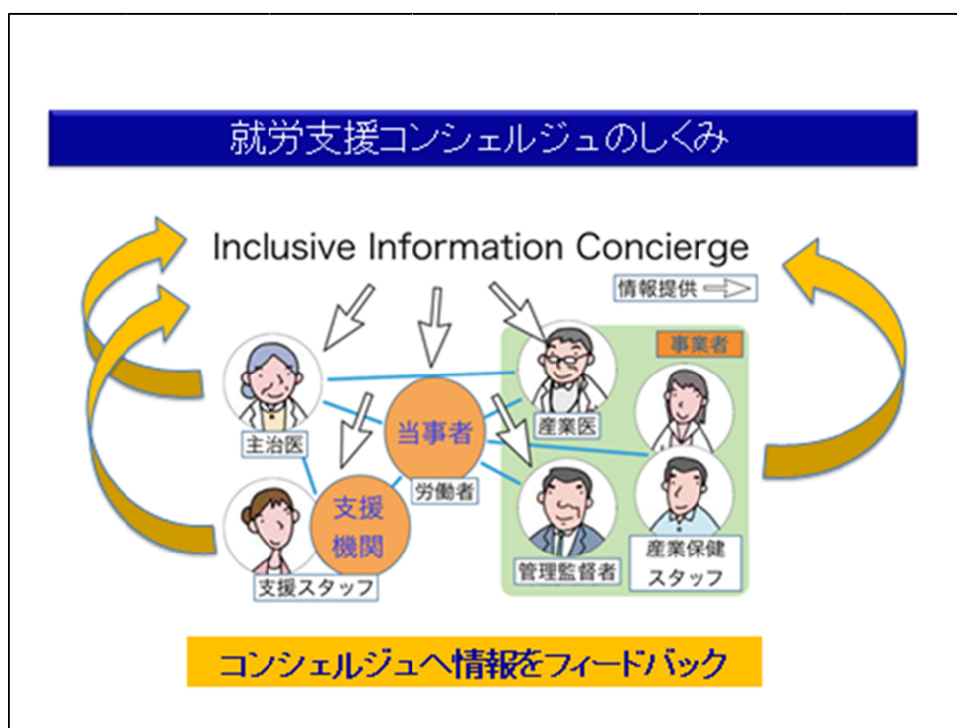 就労支援コンシェルジュのしくみ
Inclusive Information Concierge
情報提供
事業者
主治医
当事者
労働者
産業医
支援
機関
支援スタッフ
管理監督者
産業保健
スタッフ
コンシェルジュへ情報をフィードバック